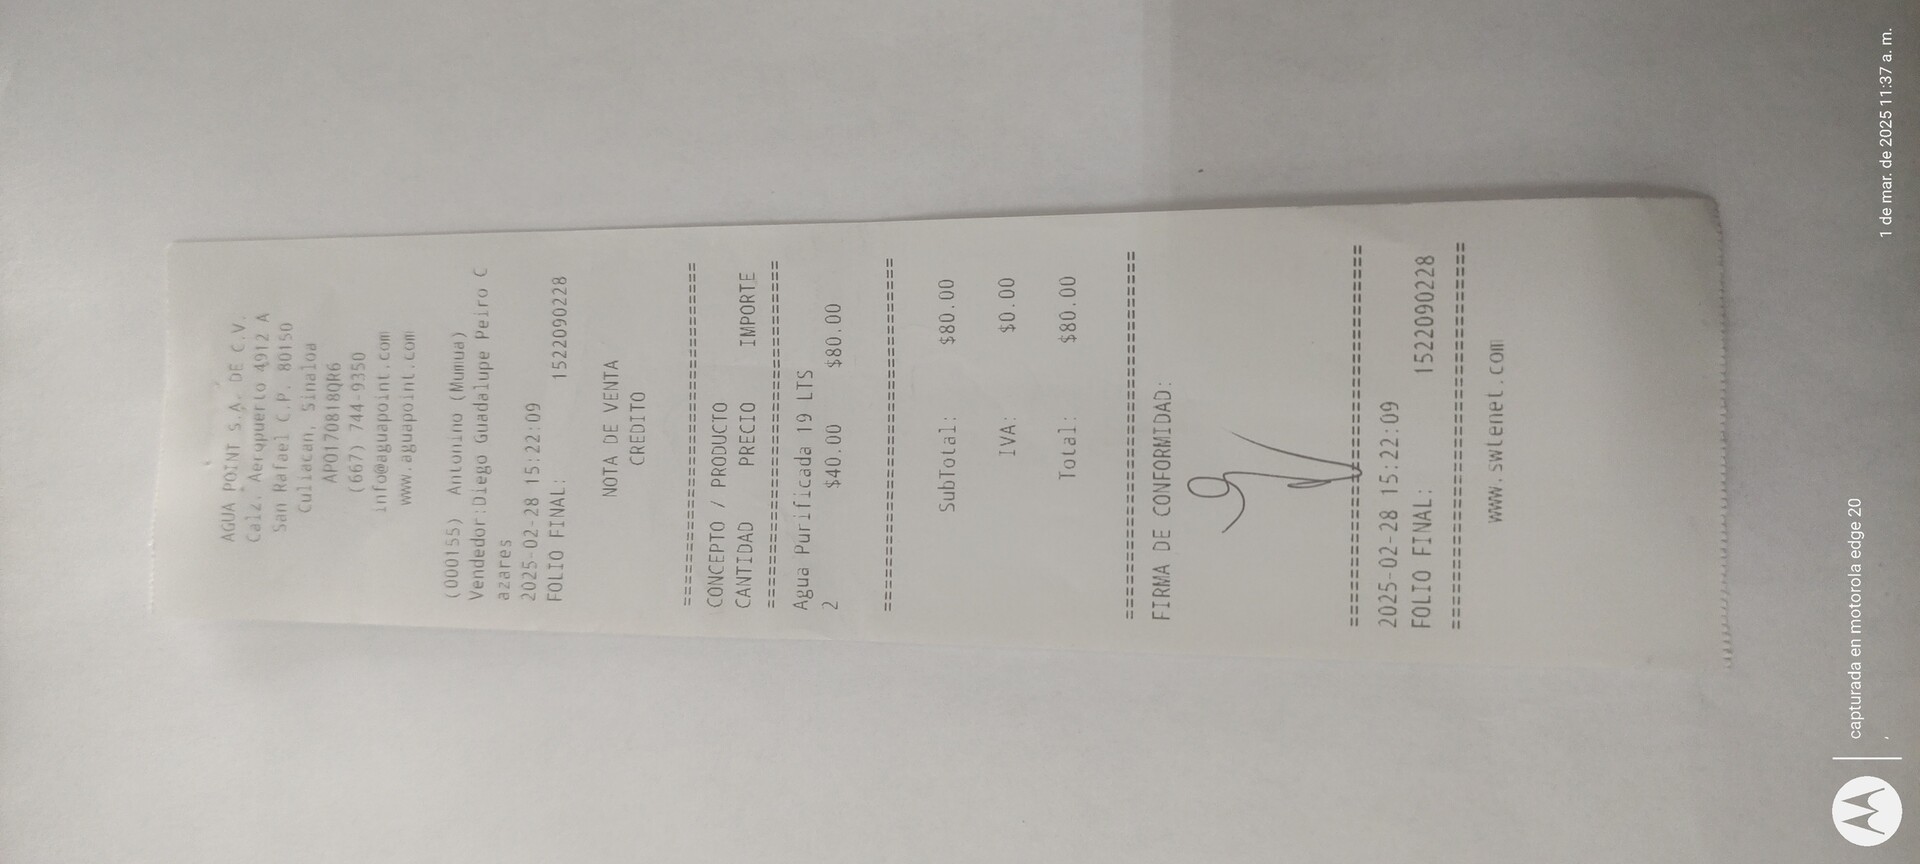 AGUA POINT S.A. DE C.V.
Calz. Aeropuerto 4912 A
San Rafael C.P. 80150
Culiacan, Sinaloa
APO170818QR6
(667) 744-9350
info@aguapoint.com
www.aguapoint.com
(000155) Antonino (Mumua)
Vendedor:Diego Guadalupe Peiro C
azares
2025-02-28 15:22:09
FOLIO FINAL: 1522090228
NOTA DE VENTA
CREDITO
================================
CONCEPTO / PRODUCTO
CANTIDAD PRECIO IMPORTE
================================
Agua Purificada 19 LTS
2 $40.00 $80.00
================================
SubTotal: $80.00
IVA: $0.00
Total: $80.00
================================
FIRMA DE CONFORMIDAD:
================================
2025-02-28 15:22:09
FOLIO FINAL: 1522090228
================================
www.swtenet.com
capturada en motorola edge 20
1 de mar. de 2025 11:37 a. m.